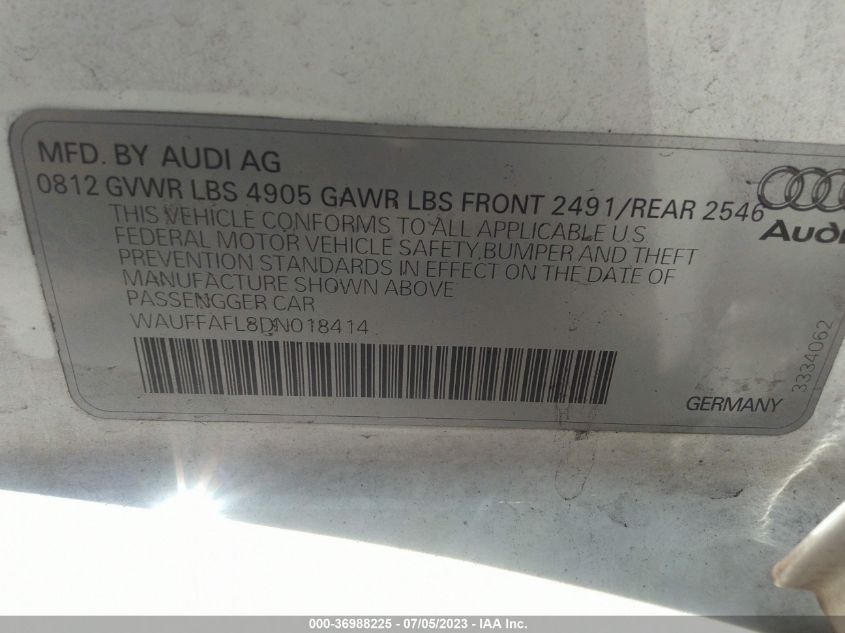 MFD. BY AUDI AG
0812 GVWR LBS 4905 GAWR LBS FRONT 2491/REAR 2546
THIS VEHICLE CONFORMS TO ALL APPLICABLE U.S.
FEDERAL MOTOR VEHICLE SAFETY,BUMPER AND THEFT
PREVENTION STANDARDS IN EFFECT ON THE DATE OF
MANUFACTURE SHOWN ABOVE
PASSENGGER CAR
WAUFFAFL8DN018414
Audi
3334062
GERMANY
000-36988225 - 07/05/2023 - IAA Inc.